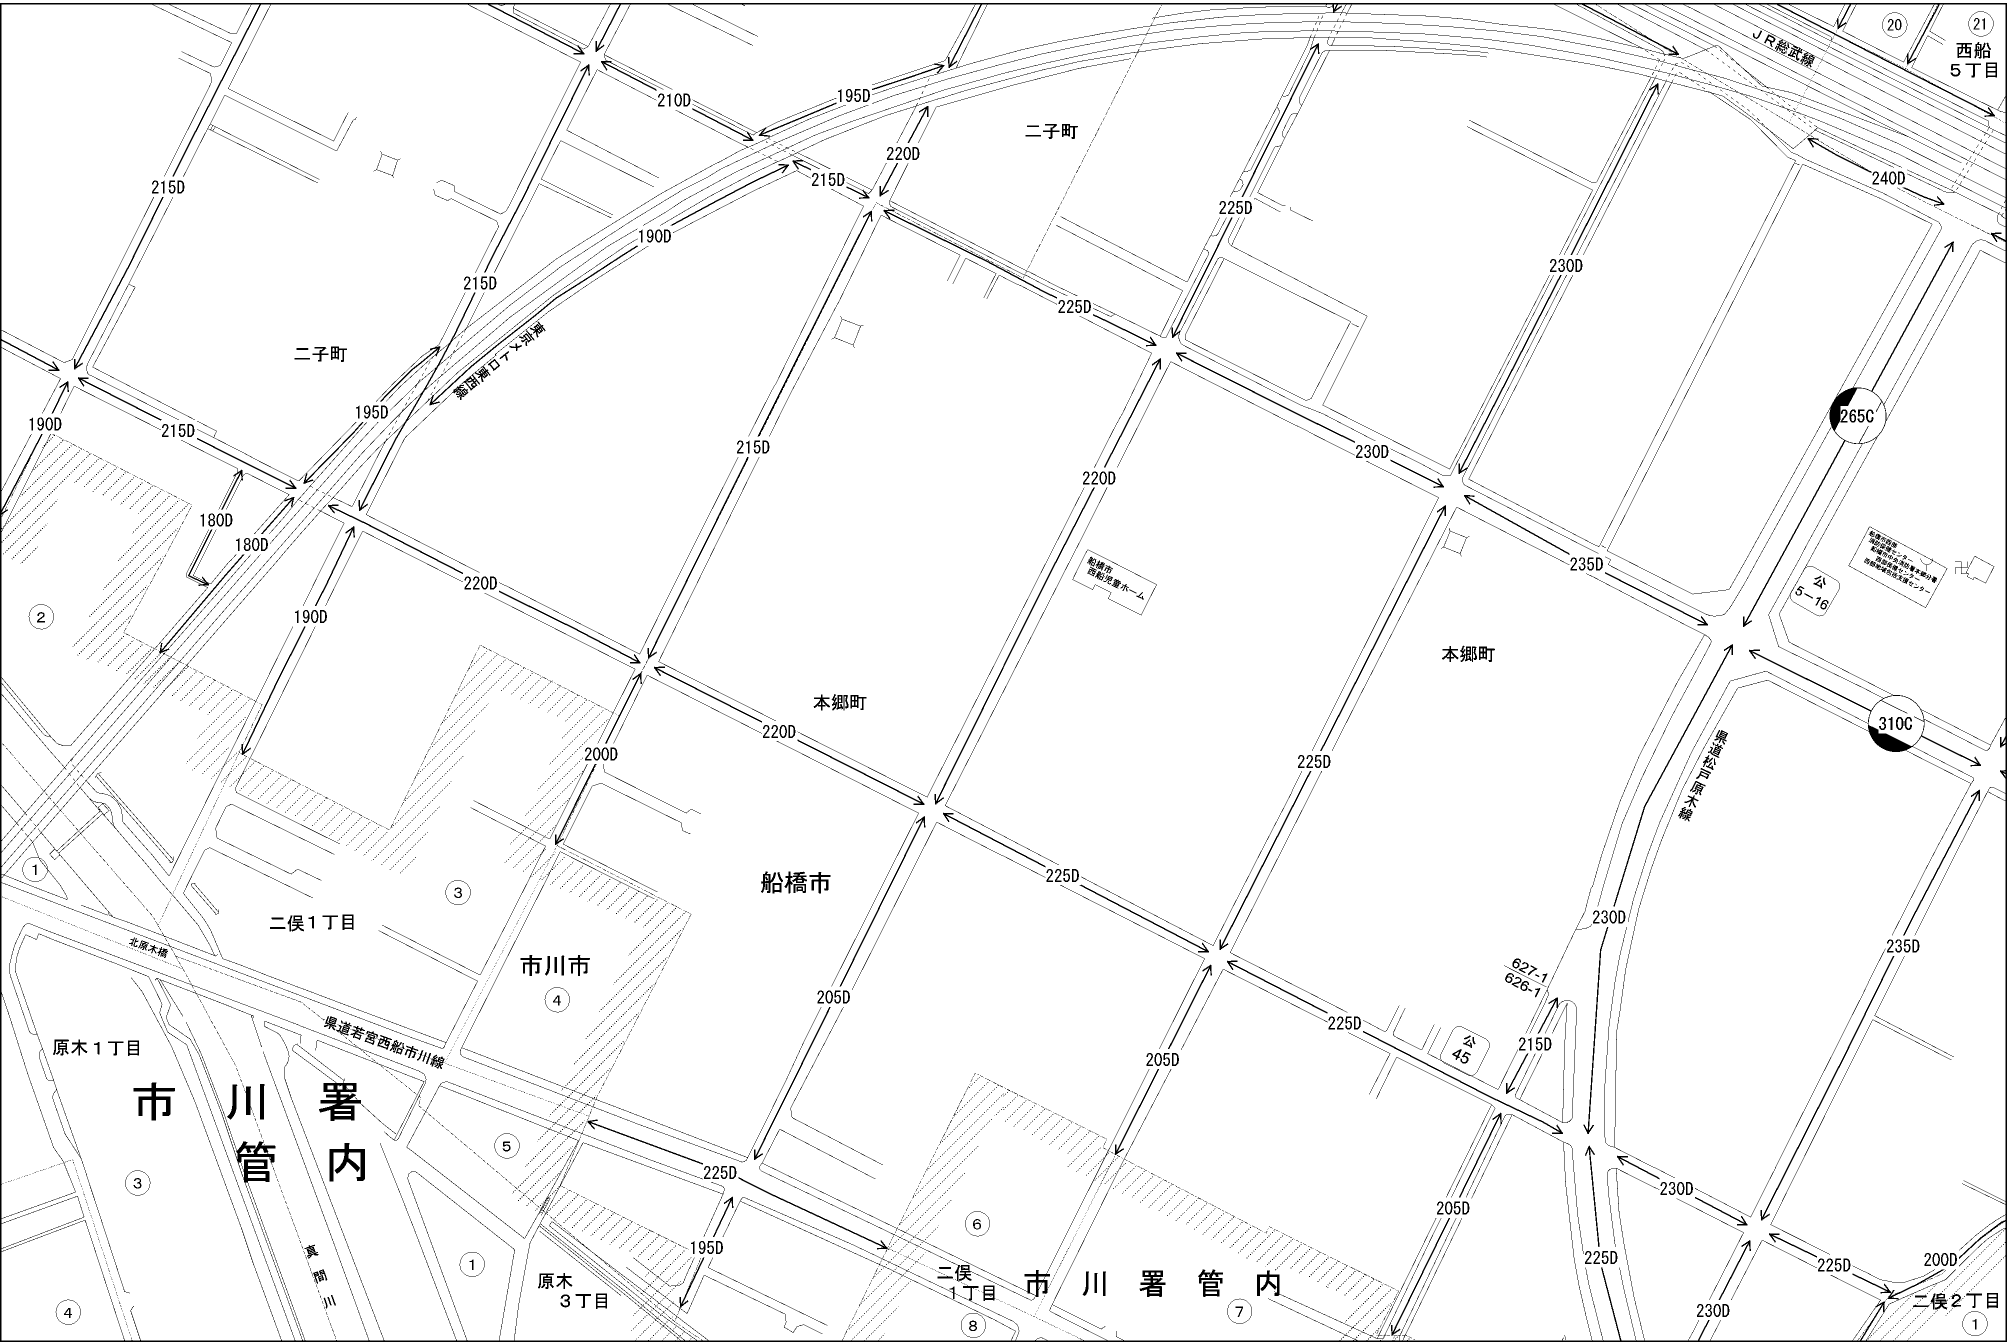 20
21
西船
5丁目
JR総武線
210D
195D
二子町
220D
215D
240D
215D
225D
190D
230D
215D
225D
東京メトロ東西線
二子町
195D
265C
190D
215D
215D
230D
220D
180D
180D
船橋市
西船児童ホーム
235D
220D
公
5-16
2
190D
本郷町
本郷町
310C
220D
200D
225D
県道松戸原木線
1
3
船橋市
225D
二俣1丁目
230D
北原木橋
市川市
4
627-1
626-1
235D
205D
県道若宮西船市川線
225D
215D
公
45
原木1丁目
205D
市川署
管内
5
3
225D
230D
205D
6
195D
225D
225D
200D
真間川
1
原木
3丁目
二俣
1丁目
市川署管内
7
8
4
230D
二俣2丁目
1